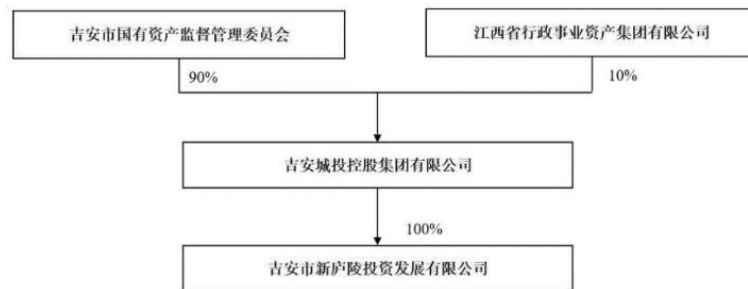 吉安市国有资产监督管理委员会
江西省行政事业资产集团有限公司
90%
10%
吉安城投控股集团有限公司
100%
吉安市新庐陵投资发展有限公司